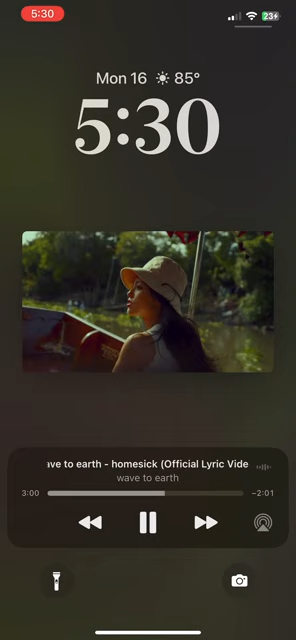 5:30
23
Mon 16 85°
5:30
ave to earth - homesick (Official Lyric Vide
wave to earth
3:00 -2:01